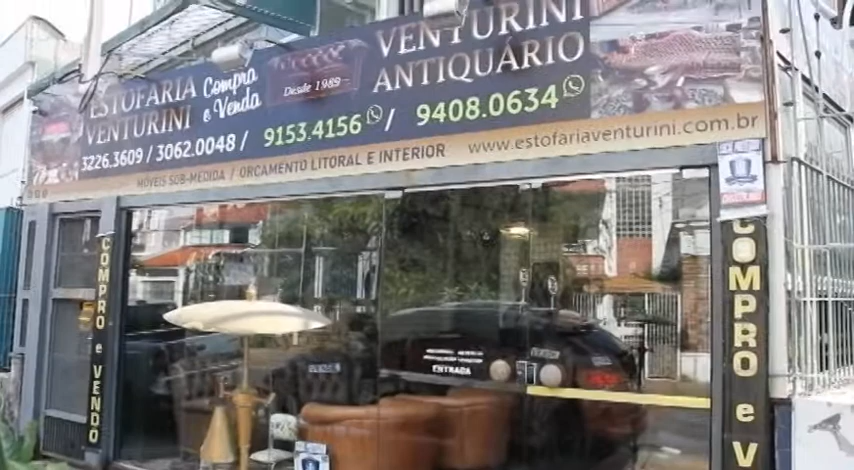 ESTOFARIA
VENTURINI
Compra
e Venda
Desde 1989
VENTURINI
ANTIQUÁRIO
3226.3609 / 3062.0048 / 9153.4156 / 9408.0634
MÓVEIS SOB-MEDIDA / ORÇAMENTO LITORAL E INTERIOR
www.estofariaventurini.com.br
COMPRO
e
VENDO
ENTRADA
COMPRO
e
V